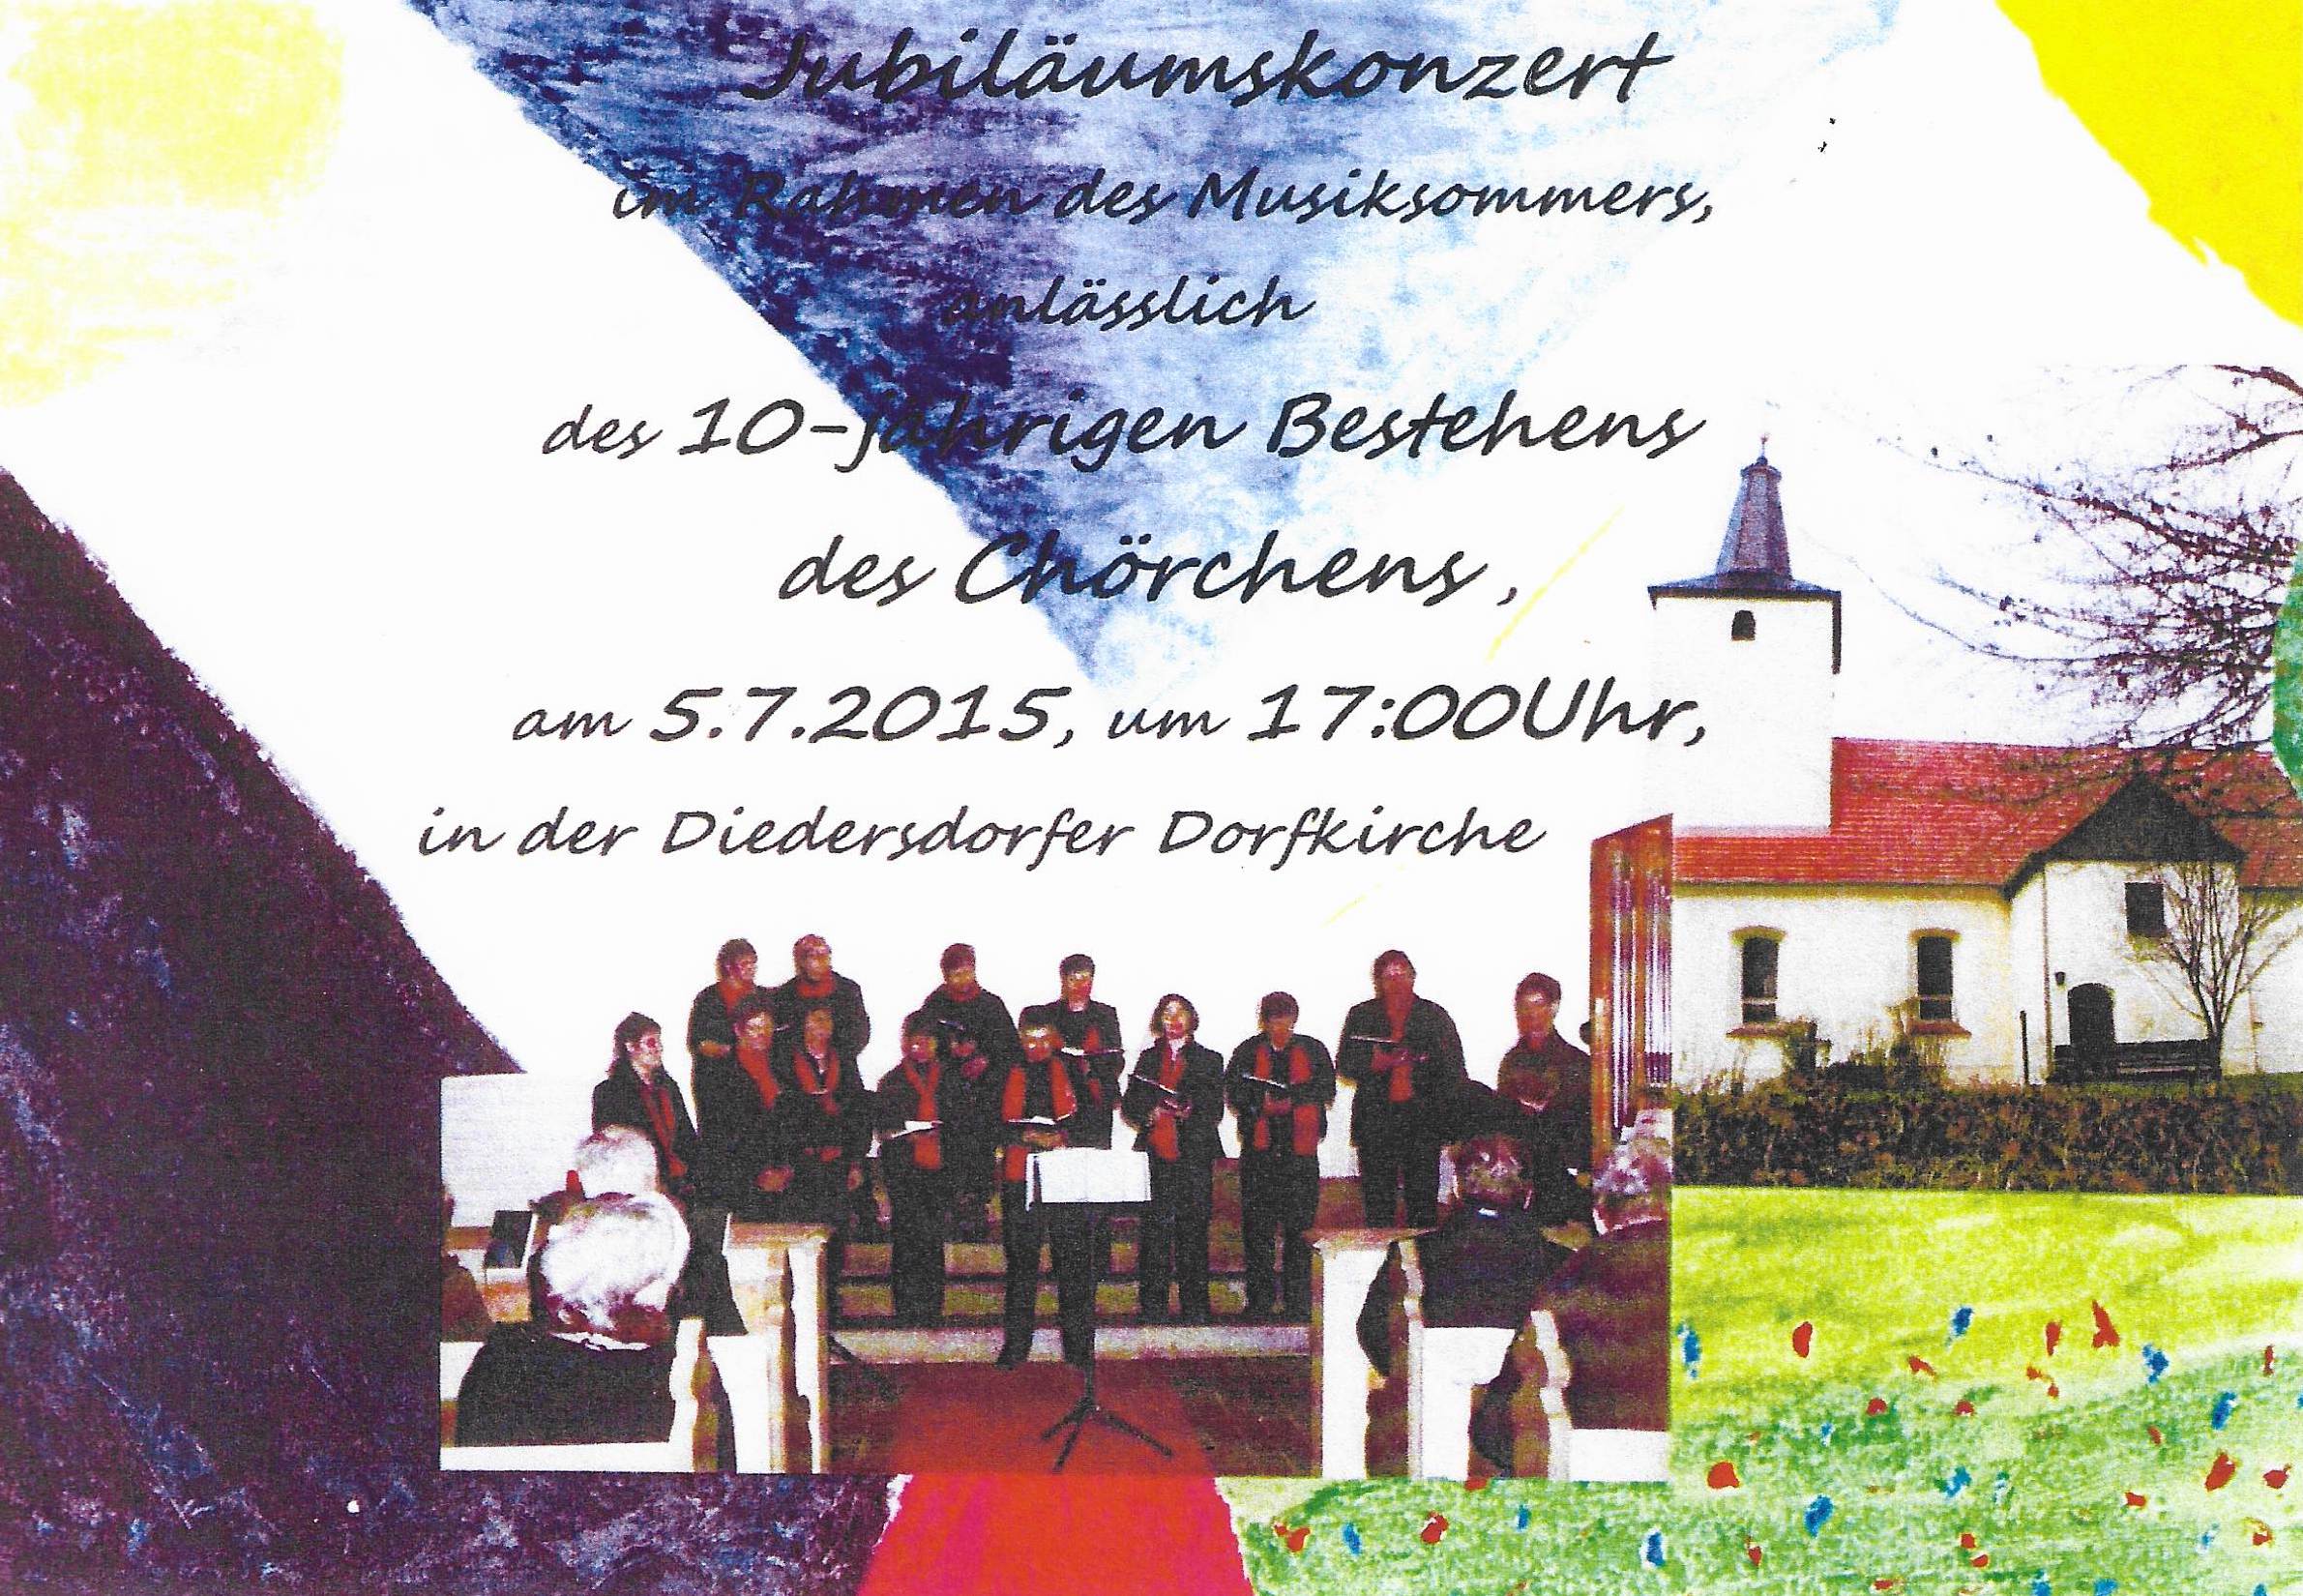 Jubiläumskonzert
im Rahmen des Musiksommers,
anlässlich
des 10-jährigen Bestehens
des Chörchens,
am 5.7.2015, um 17:00Uhr,
in der Diedersdorfer Dorfkirche